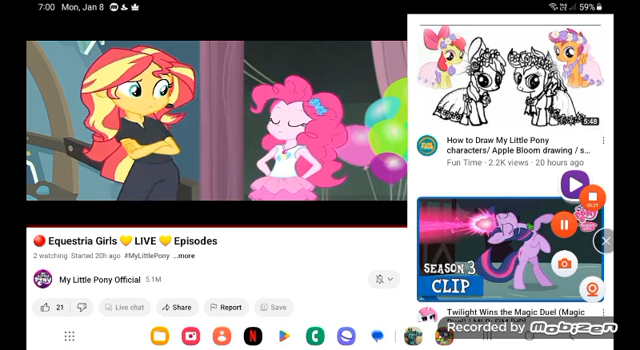 7:00 Mon, Jan 8
59%
5:48
How to Draw My Little Pony
characters/ Apple Bloom drawing / s...
Fun Time · 2.2K views · 20 hours ago
00:29
SEASON 3
CLIP
🔴 Equestria Girls 💛 LIVE 💛 Episodes
2 watching Started 20h ago #MyLittlePony ...more
My Little Pony Official 5.1M
21
Live chat
Share
Report
Save
Twilight Wins the Magic Duel (Magic
Recorded by Mobizen